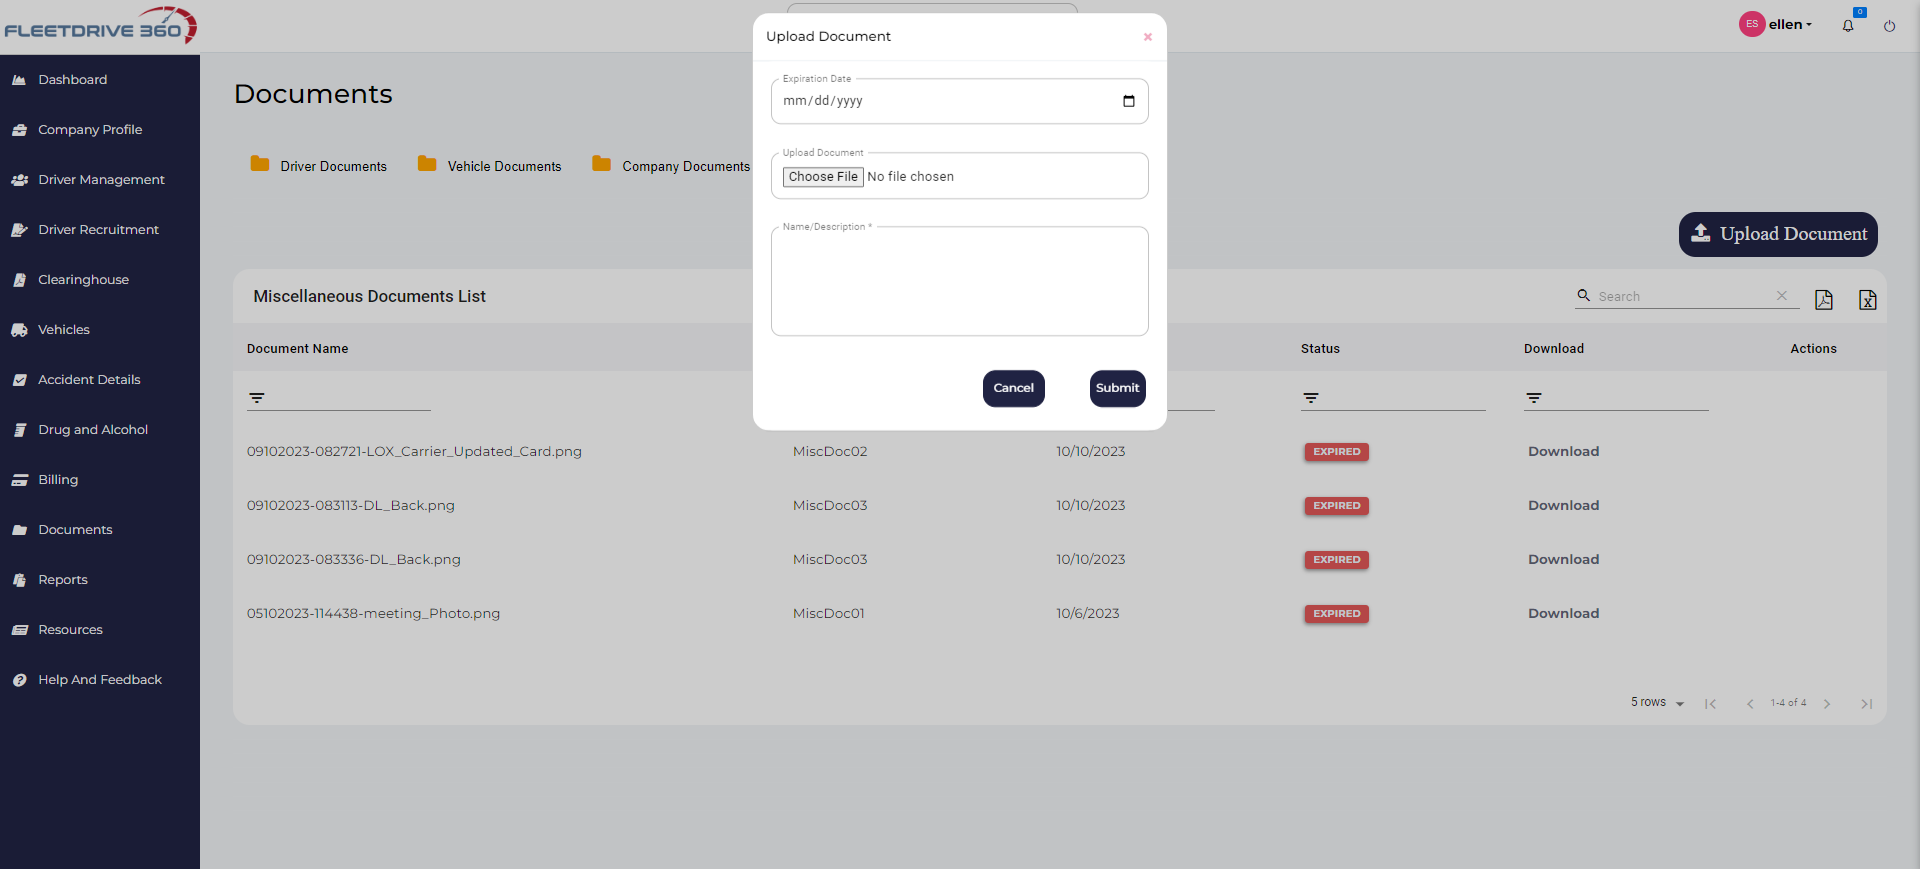 FLEETDRIVE 360
ES ellen
0
Dashboard
Company Profile
Driver Management
Driver Recruitment
Clearinghouse
Vehicles
Accident Details
Drug and Alcohol
Billing
Documents
Reports
Resources
Help And Feedback
Documents
Driver Documents Vehicle Documents Company Documents
Upload Document
Miscellaneous Documents List
Search
Document Name Status Download Actions
09102023-082721-LOX_Carrier_Updated_Card.png MiscDoc02 10/10/2023 EXPIRED Download
09102023-083113-DL_Back.png MiscDoc03 10/10/2023 EXPIRED Download
09102023-083336-DL_Back.png MiscDoc03 10/10/2023 EXPIRED Download
05102023-114438-meeting_Photo.png MiscDoc01 10/6/2023 EXPIRED Download
5 rows 1-4 of 4
Upload Document
Expiration Date
mm/dd/yyyy
Upload Document
Choose File No file chosen
Name/Description *
Cancel Submit